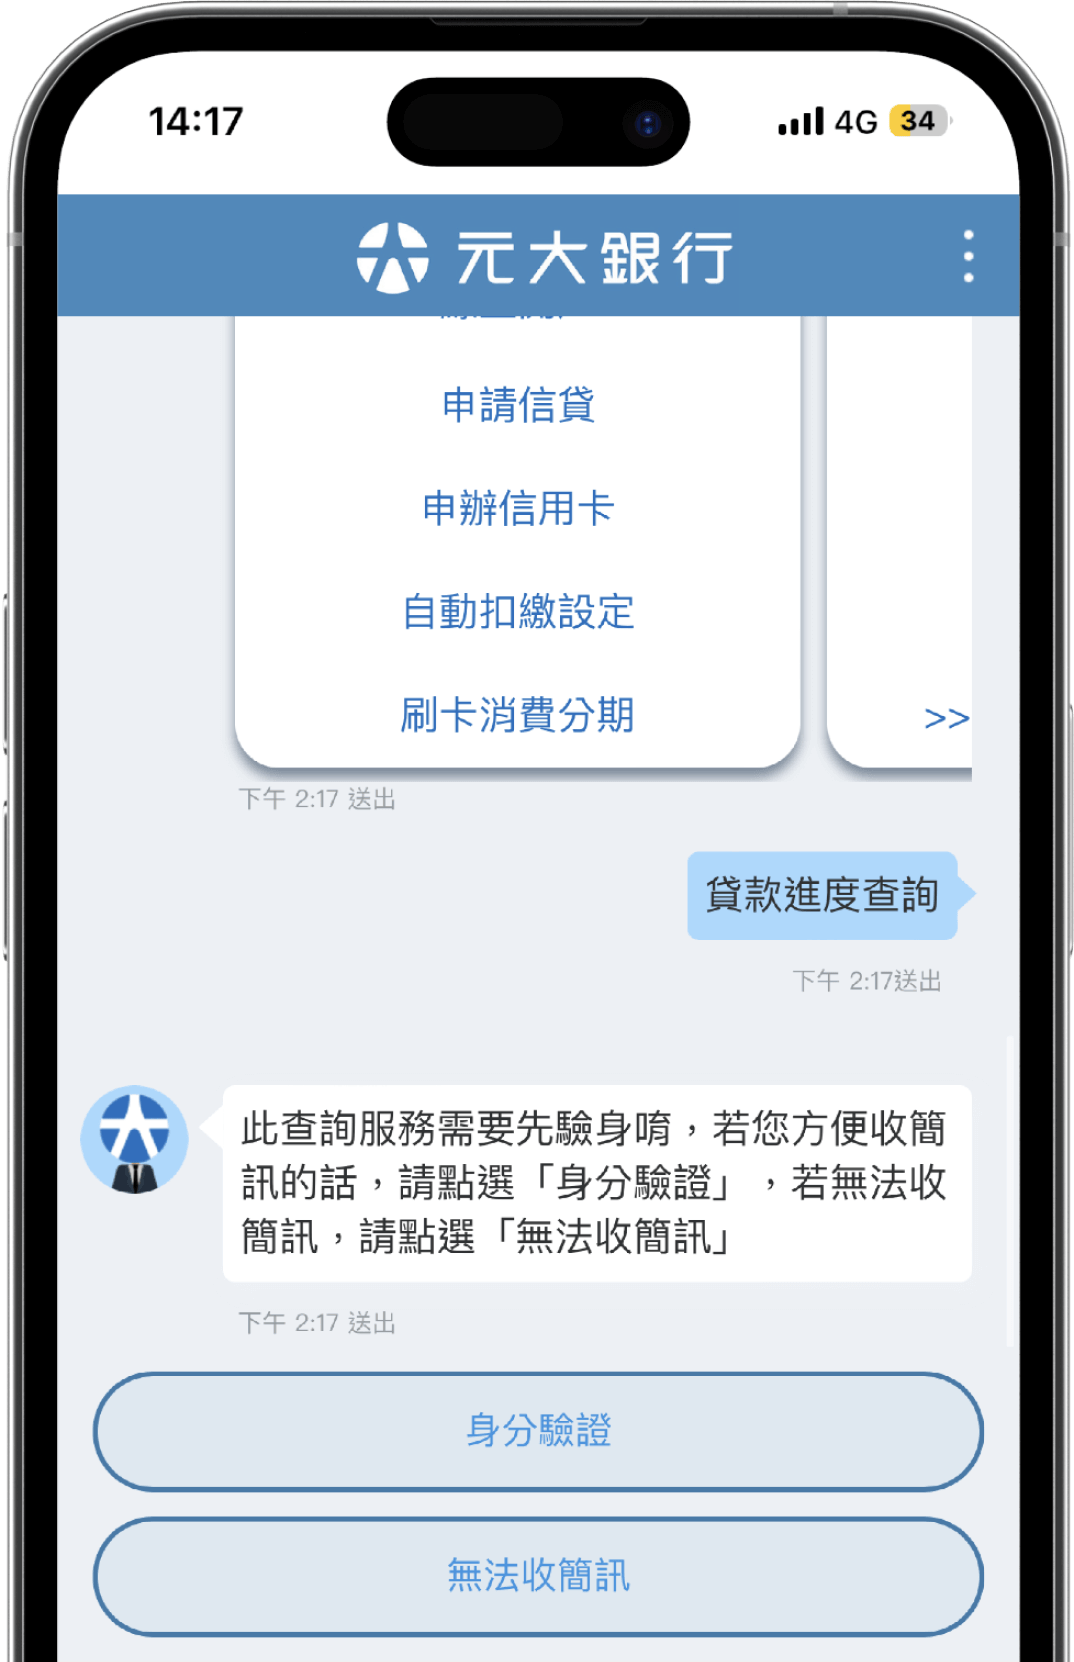 14:17
4G 34
元大銀行
申請信貸
申辦信用卡
自動扣繳設定
刷卡消費分期
>>
下午 2:17 送出
貸款進度查詢
下午 2:17送出
此查詢服務需要先驗身唷，若您方便收簡
訊的話，請點選「身分驗證」，若無法收
簡訊，請點選「無法收簡訊」
下午 2:17 送出
身分驗證
無法收簡訊